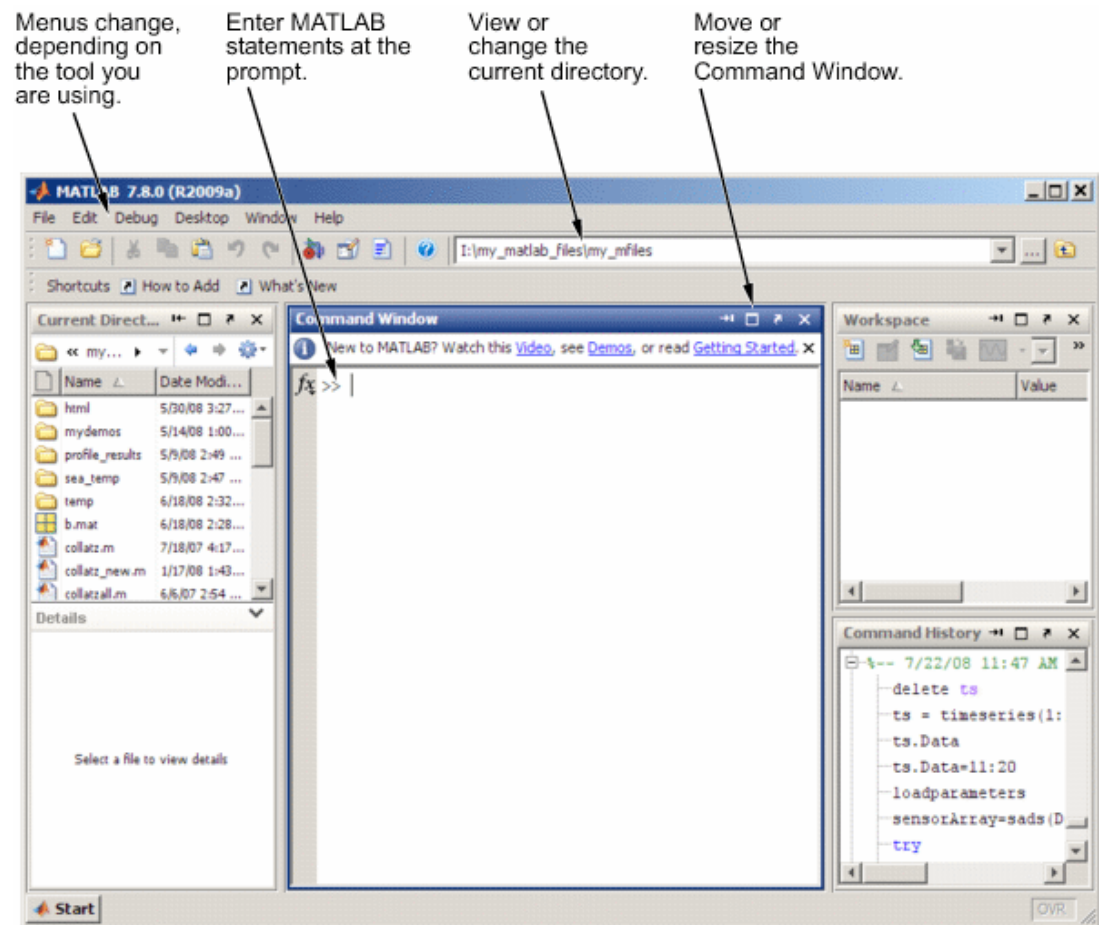 Menus change,
depending on
the tool you
are using.
Enter MATLAB
statements at the
prompt.
View or
change the
current directory.
Move or
resize the
Command Window.
MATLAB 7.8.0 (R2009a)
File Edit Debug Desktop Window Help
I:\my_matlab_files\my_mfiles
Shortcuts How to Add What's New
Current Direct...
« my...
Name Date Modi...
html 5/30/08 3:27...
mydemos 5/14/08 1:00...
profile_results 5/9/08 2:49 ...
sea_temp 5/9/08 2:47 ...
temp 6/18/08 2:32...
b.mat 6/18/08 2:28...
collatz.m 7/18/07 4:17...
collatz_new.m 1/17/08 1:43...
collatzall.m 6/6/07 2:54 ...
Details
Select a file to view details
Command Window
New to MATLAB? Watch this Video, see Demos, or read Getting Started.
fx >>
Workspace
Name Value
Command History
%-- 7/22/08 11:47 AM
delete ts
ts = timeseries(1:
ts.Data
ts.Data=11:20
loadparameters
sensorArray=sads(D
try
Start
OVR